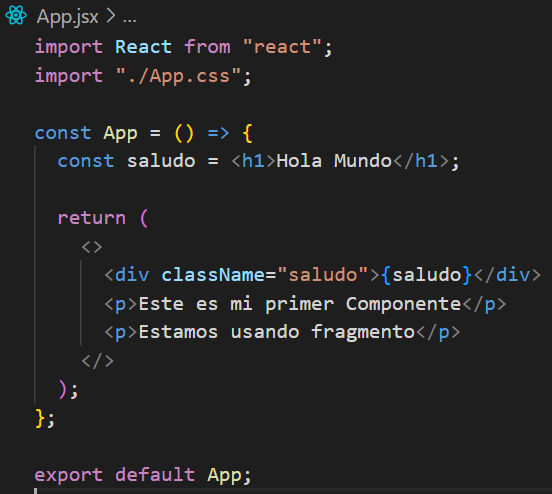 App.jsx > ...
import React from "react";
import "./App.css";

const App = () => {
  const saludo = <h1>Hola Mundo</h1>;

  return (
    <>
      <div className="saludo">{saludo}</div>
      <p>Este es mi primer Componente</p>
      <p>Estamos usando fragmento</p>
    </>
  );
};

export default App;